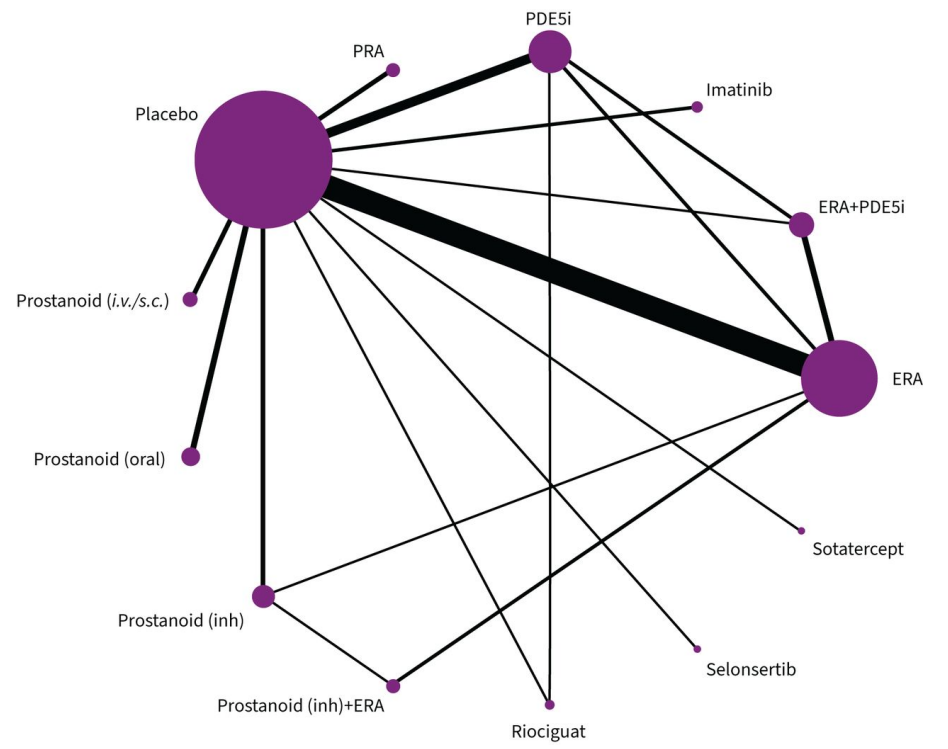 PDE5i
PRA
Imatinib
Placebo
ERA+PDE5i
Prostanoid (i.v./s.c.)
ERA
Prostanoid (oral)
Sotatercept
Prostanoid (inh)
Selonsertib
Prostanoid (inh)+ERA
Riociguat